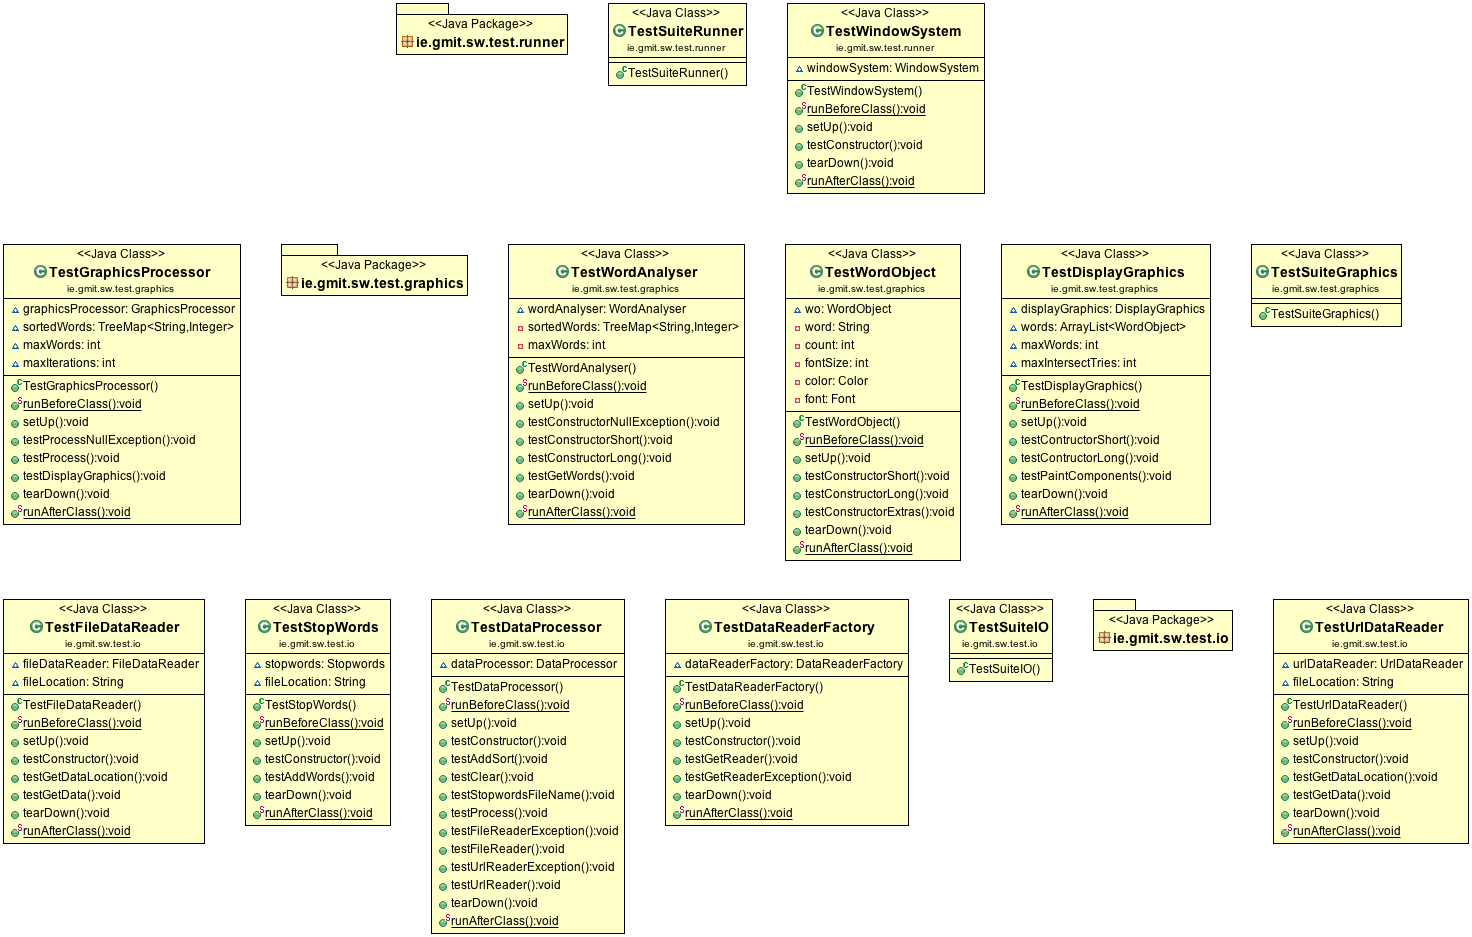 <<Java Package>>
ie.gmit.sw.test.runner
<<Java Class>>
TestSuiteRunner
ie.gmit.sw.test.runner
TestSuiteRunner()
<<Java Class>>
TestWindowSystem
ie.gmit.sw.test.runner
windowSystem: WindowSystem
TestWindowSystem()
runBeforeClass():void
setUp():void
testConstructor():void
tearDown():void
runAfterClass():void
<<Java Class>>
TestGraphicsProcessor
ie.gmit.sw.test.graphics
graphicsProcessor: GraphicsProcessor
sortedWords: TreeMap<String,Integer>
maxWords: int
maxIterations: int
TestGraphicsProcessor()
runBeforeClass():void
setUp():void
testProcessNullException():void
testProcess():void
testDisplayGraphics():void
tearDown():void
runAfterClass():void
<<Java Package>>
ie.gmit.sw.test.graphics
<<Java Class>>
TestWordAnalyser
ie.gmit.sw.test.graphics
wordAnalyser: WordAnalyser
sortedWords: TreeMap<String,Integer>
maxWords: int
TestWordAnalyser()
runBeforeClass():void
setUp():void
testConstructorNullException():void
testConstructorShort():void
testConstructorLong():void
testGetWords():void
tearDown():void
runAfterClass():void
<<Java Class>>
TestWordObject
ie.gmit.sw.test.graphics
wo: WordObject
word: String
count: int
fontSize: int
color: Color
font: Font
TestWordObject()
runBeforeClass():void
setUp():void
testConstructorShort():void
testConstructorLong():void
testConstructorExtras():void
tearDown():void
runAfterClass():void
<<Java Class>>
TestDisplayGraphics
ie.gmit.sw.test.graphics
displayGraphics: DisplayGraphics
words: ArrayList<WordObject>
maxWords: int
maxIntersectTries: int
TestDisplayGraphics()
runBeforeClass():void
setUp():void
testContructorShort():void
testContructorLong():void
testPaintComponents():void
tearDown():void
runAfterClass():void
<<Java Class>>
TestSuiteGraphics
ie.gmit.sw.test.graphics
TestSuiteGraphics()
<<Java Class>>
TestFileDataReader
ie.gmit.sw.test.io
fileDataReader: FileDataReader
fileLocation: String
TestFileDataReader()
runBeforeClass():void
setUp():void
testConstructor():void
testGetDataLocation():void
testGetData():void
tearDown():void
runAfterClass():void
<<Java Class>>
TestStopWords
ie.gmit.sw.test.io
stopwords: Stopwords
fileLocation: String
TestStopWords()
runBeforeClass():void
setUp():void
testConstructor():void
testAddWords():void
tearDown():void
runAfterClass():void
<<Java Class>>
TestDataProcessor
ie.gmit.sw.test.io
dataProcessor: DataProcessor
TestDataProcessor()
runBeforeClass():void
setUp():void
testConstructor():void
testAddSort():void
testClear():void
testStopwordsFileName():void
testProcess():void
testFileReaderException():void
testFileReader():void
testUrlReaderException():void
testUrlReader():void
tearDown():void
runAfterClass():void
<<Java Class>>
TestDataReaderFactory
ie.gmit.sw.test.io
dataReaderFactory: DataReaderFactory
TestDataReaderFactory()
runBeforeClass():void
setUp():void
testConstructor():void
testGetReader():void
testGetReaderException():void
tearDown():void
runAfterClass():void
<<Java Class>>
TestSuiteIO
ie.gmit.sw.test.io
TestSuiteIO()
<<Java Package>>
ie.gmit.sw.test.io
<<Java Class>>
TestUrlDataReader
ie.gmit.sw.test.io
urlDataReader: UrlDataReader
fileLocation: String
TestUrlDataReader()
runBeforeClass():void
setUp():void
testConstructor():void
testGetDataLocation():void
testGetData():void
tearDown():void
runAfterClass():void